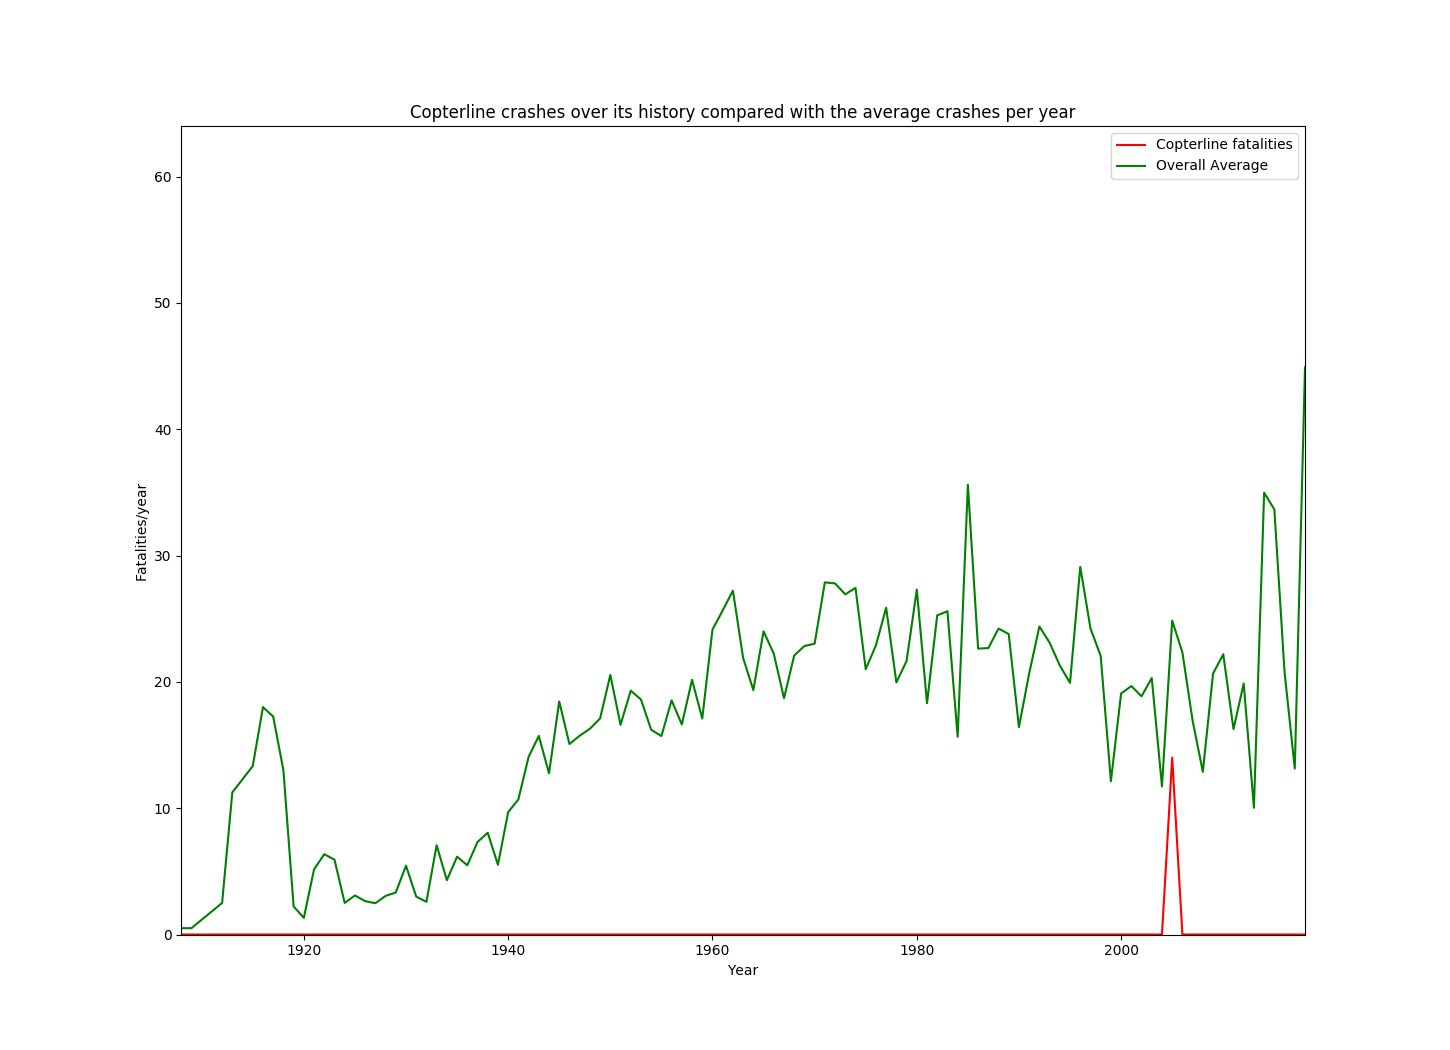 Copterline crashes over its history compared with the average crashes per year
Copterline fatalities
Overall Average
60
50
40
30
20
10
0
Fatalities/year
1920 1940 1960 1980 2000
Year